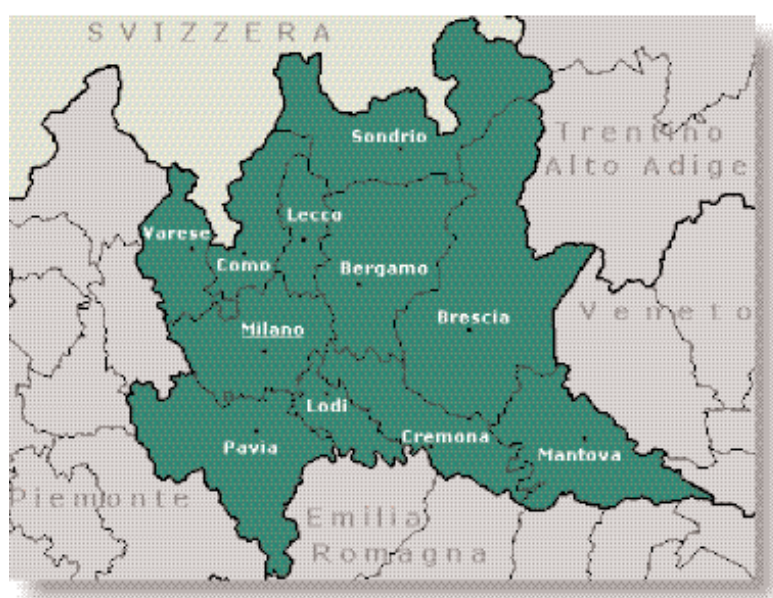 SVIZZERA
Sondrio
Trentino
Alto Adige
Lecco
Varese
Como
Bergamo
Veneto
Milano
Brescia
Lodi
Cremona
Pavia
Mantova
Piemonte
Emilia
Romagna